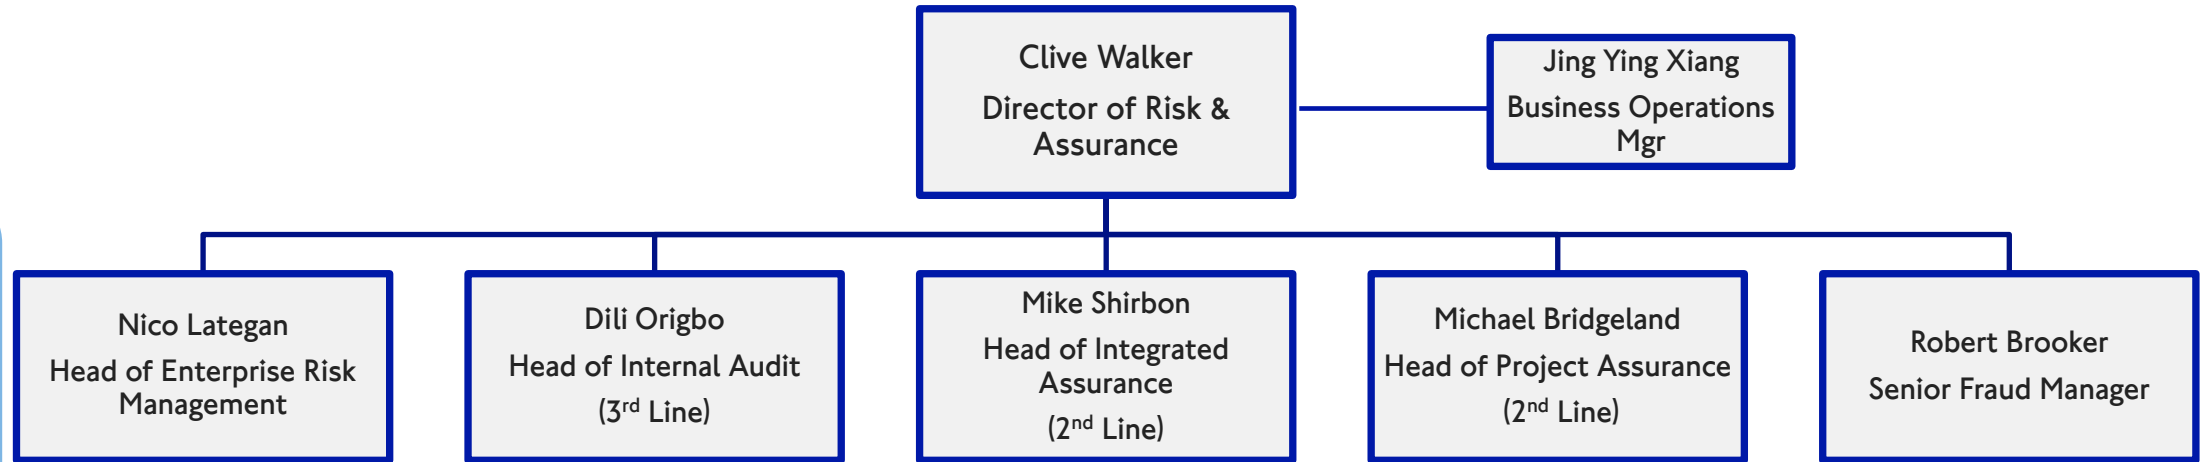 Clive Walker
Director of Risk &
Assurance
Jing Ying Xiang
Business Operations
Mgr
Nico Lategan
Head of Enterprise Risk
Management
Dili Origbo
Head of Internal Audit
(3rd Line)
Mike Shirbon
Head of Integrated
Assurance
(2nd Line)
Michael Bridgeland
Head of Project Assurance
(2nd Line)
Robert Brooker
Senior Fraud Manager